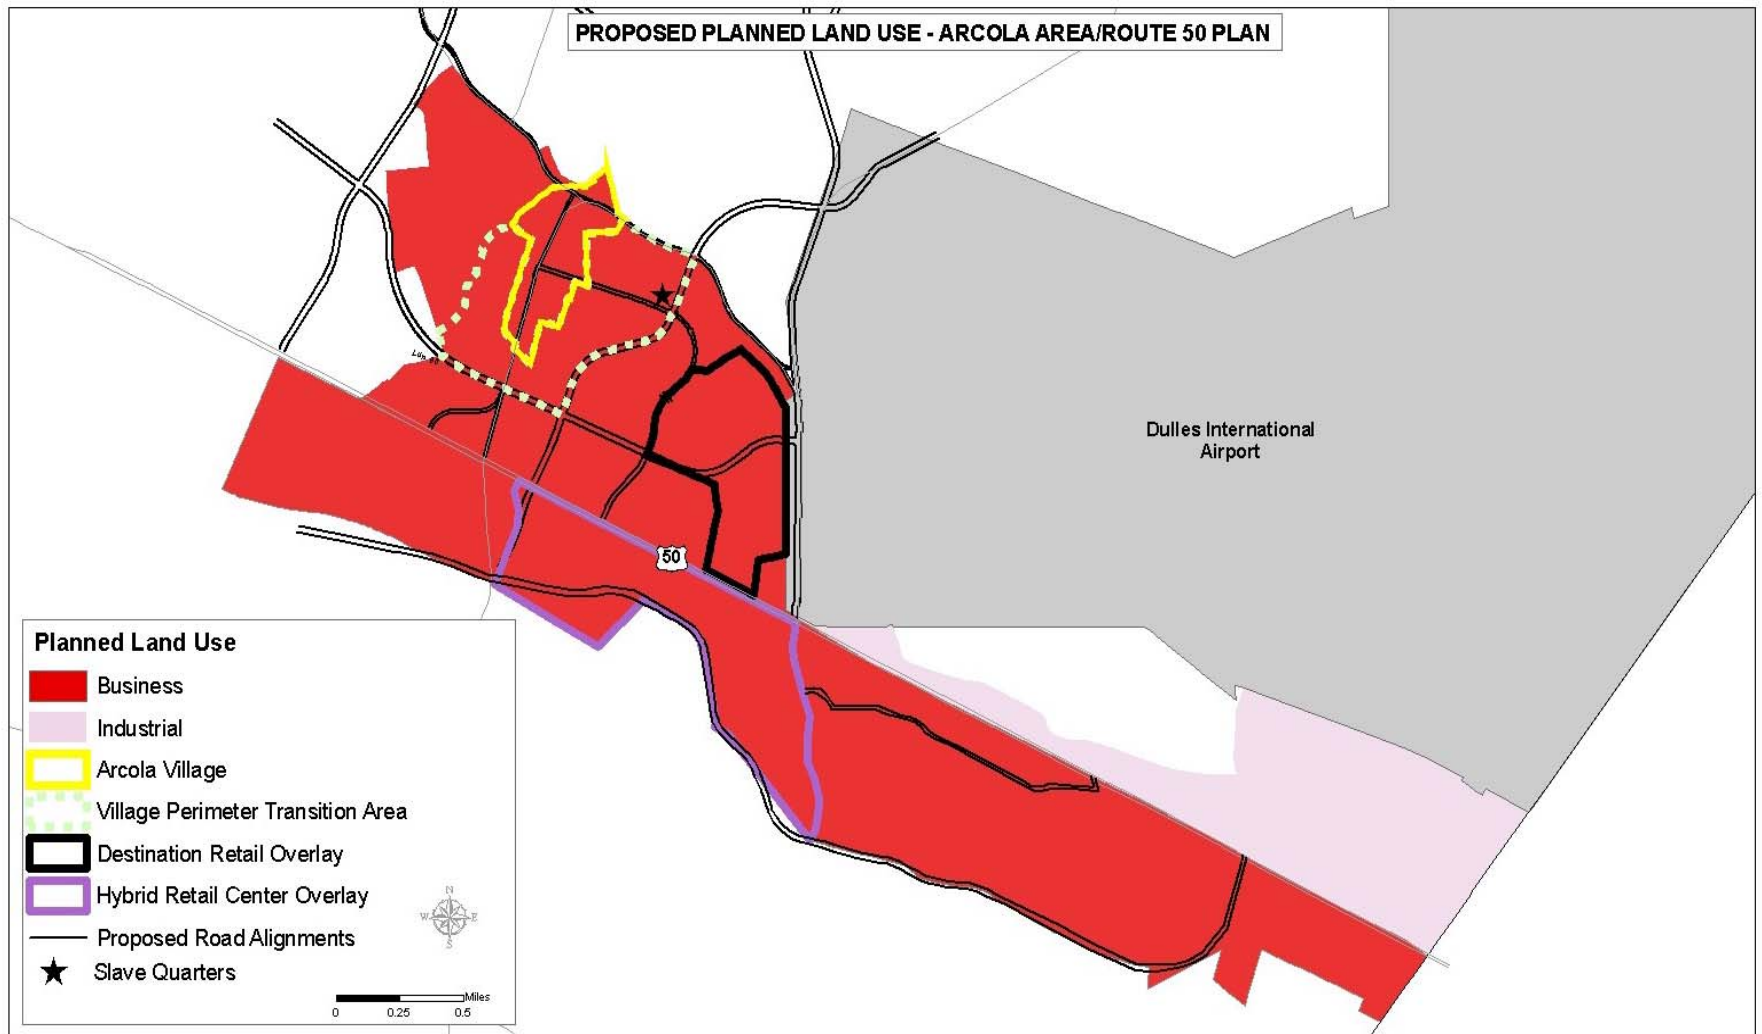 PROPOSED PLANNED LAND USE - ARCOLA AREA/ROUTE 50 PLAN
Dulles International
Airport
50
Planned Land Use
Business
Industrial
Arcola Village
Village Perimeter Transition Area
Destination Retail Overlay
Hybrid Retail Center Overlay
N
W E
S
Proposed Road Alignments
Slave Quarters
Miles
0 0.25 0.5